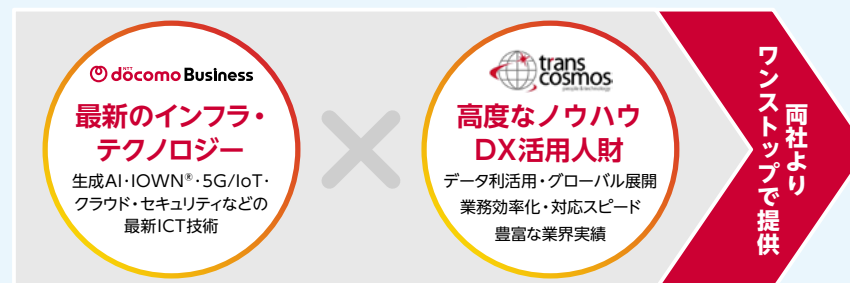 NTT
docomo Business
最新のインフラ・
テクノロジー
生成AI・IOWN®・5G/IoT・
クラウド・セキュリティなどの
最新ICT技術
trans
cosmos
people & technology
高度なノウハウ
DX活用人財
データ利活用・グローバル展開
業務効率化・対応スピード
豊富な業界実績
両社より
ワンストップで提供